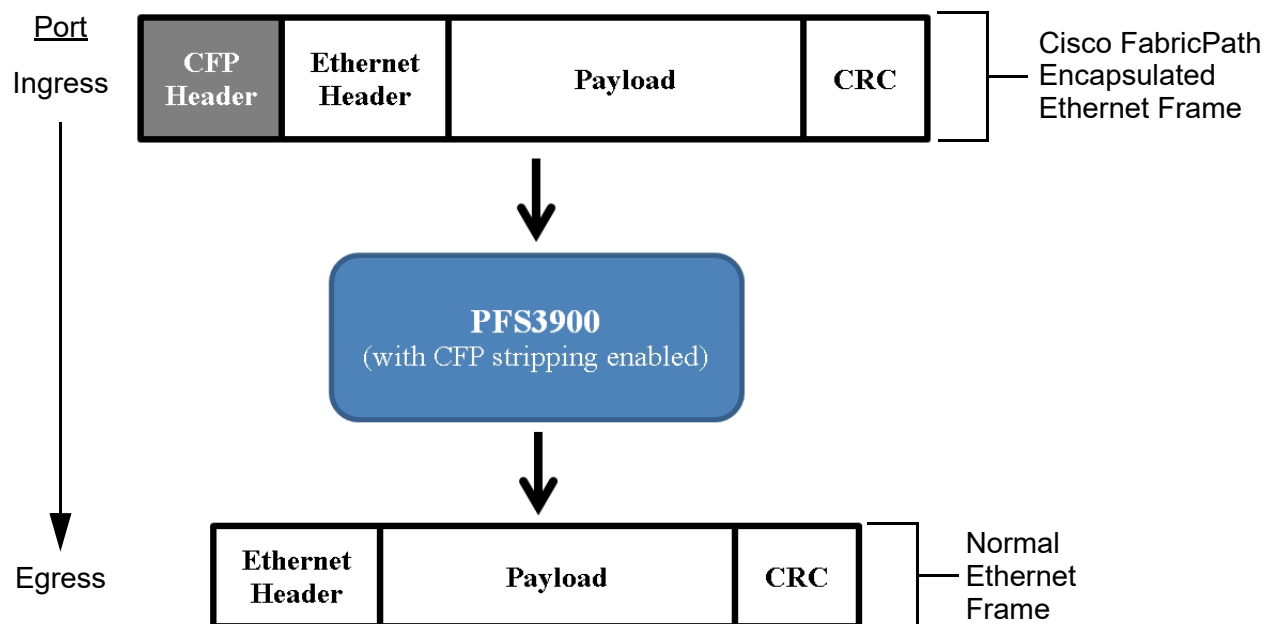 Port
Ingress
CFP
Header
Ethernet
Header
Payload
CRC
Cisco FabricPath
Encapsulated
Ethernet Frame
PFS3900
(with CFP stripping enabled)
Egress
Ethernet
Header
Payload
CRC
Normal
Ethernet
Frame